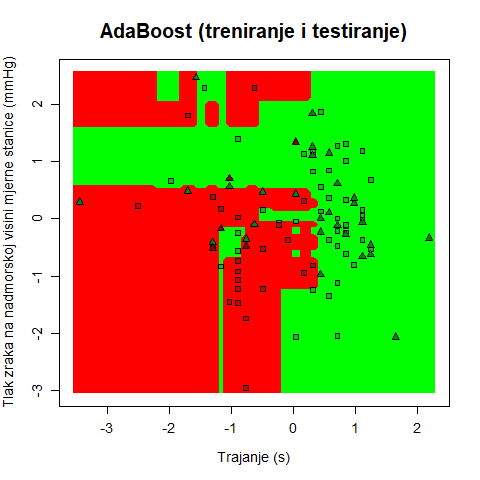 AdaBoost (treniranje i testiranje)
Tlak zraka na nadmorskoj visini mjerne stanice (mmHg)
2
1
0
-1
-2
-3
-3 -2 -1 0 1 2
Trajanje (s)